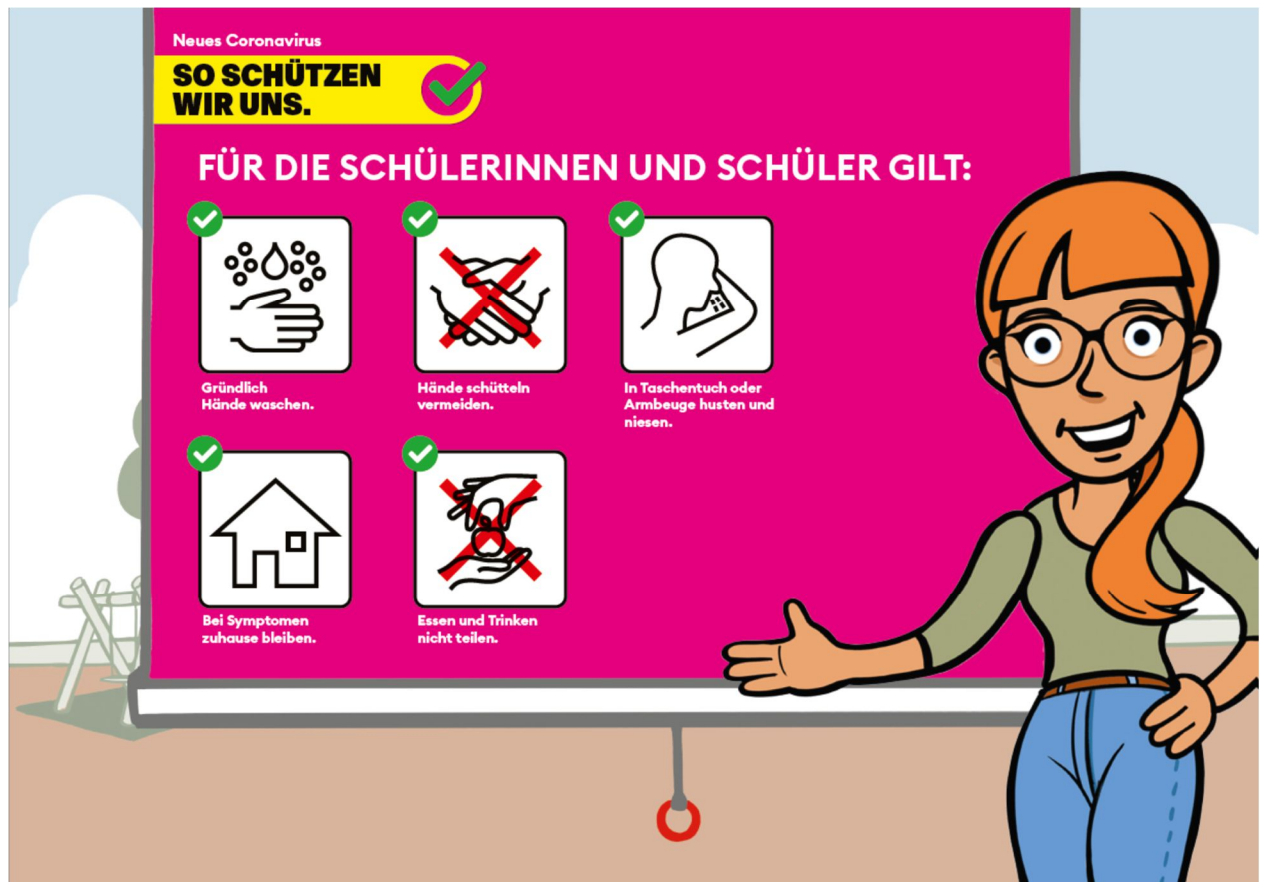 Neues Coronavirus
SO SCHÜTZEN
WIR UNS.
FÜR DIE SCHÜLERINNEN UND SCHÜLER GILT:
Gründlich
Hände waschen.
Hände schütteln
vermeiden.
In Taschentuch oder
Armbeuge husten und
niesen.
Bei Symptomen
zuhause bleiben.
Essen und Trinken
nicht teilen.